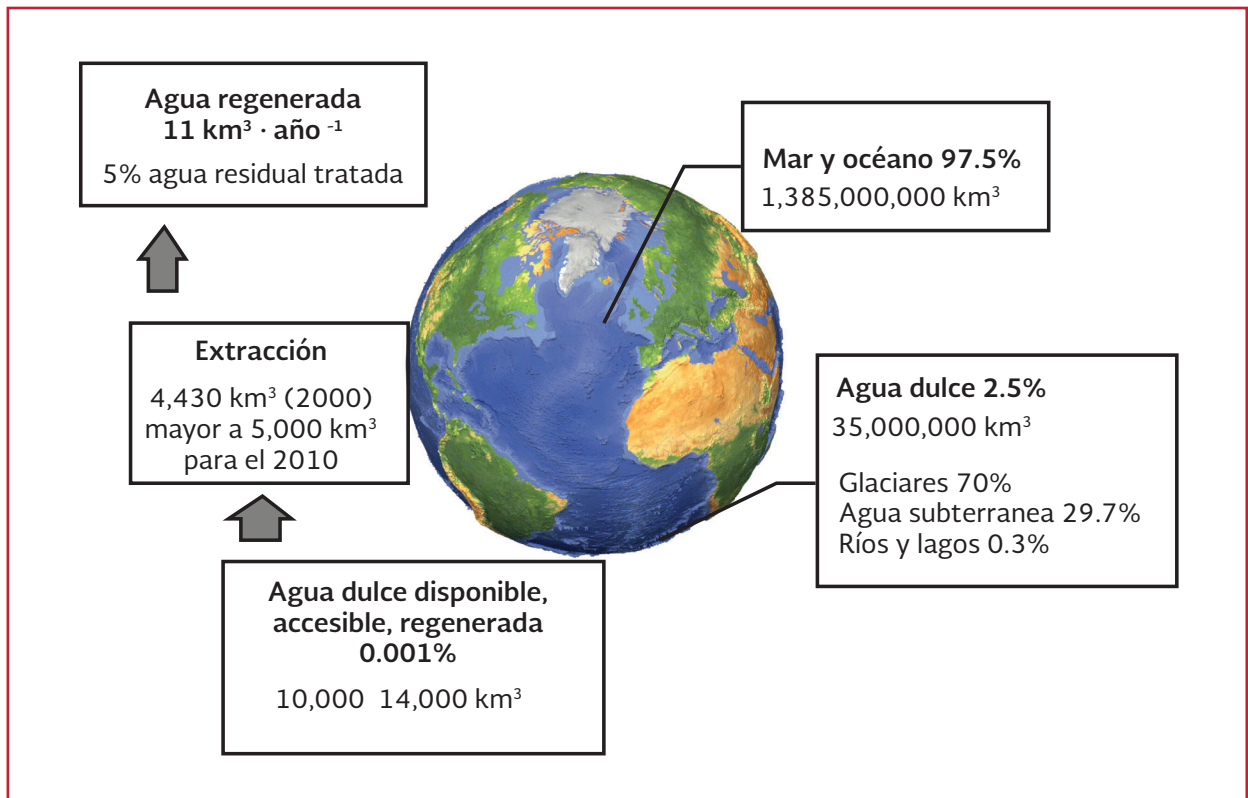 Agua regenerada
11 km³ · año ⁻¹
5% agua residual tratada
Mar y océano 97.5%
1,385,000,000 km³
Extracción
4,430 km³ (2000)
mayor a 5,000 km³
para el 2010
Agua dulce 2.5%
35,000,000 km³
Glaciares 70%
Agua subterranea 29.7%
Ríos y lagos 0.3%
Agua dulce disponible,
accesible, regenerada
0.001%
10,000 14,000 km³